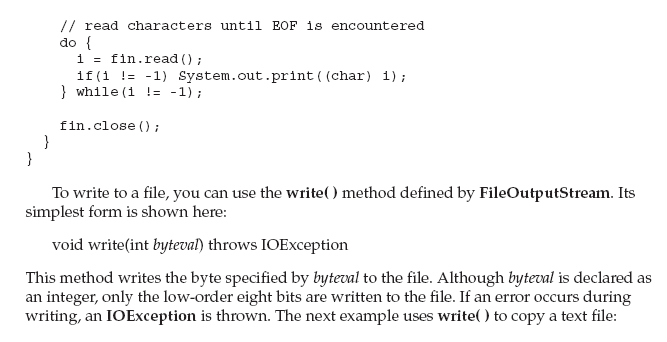 // read characters until EOF is encountered
do {
i = fin.read();
if(i != -1) System.out.print((char) i);
} while(i != -1);
fin.close();
}
}
To write to a file, you can use the write( ) method defined by FileOutputStream. Its
simplest form is shown here:
void write(int byteval) throws IOException
This method writes the byte specified by byteval to the file. Although byteval is declared as
an integer, only the low-order eight bits are written to the file. If an error occurs during
writing, an IOException is thrown. The next example uses write( ) to copy a text file: